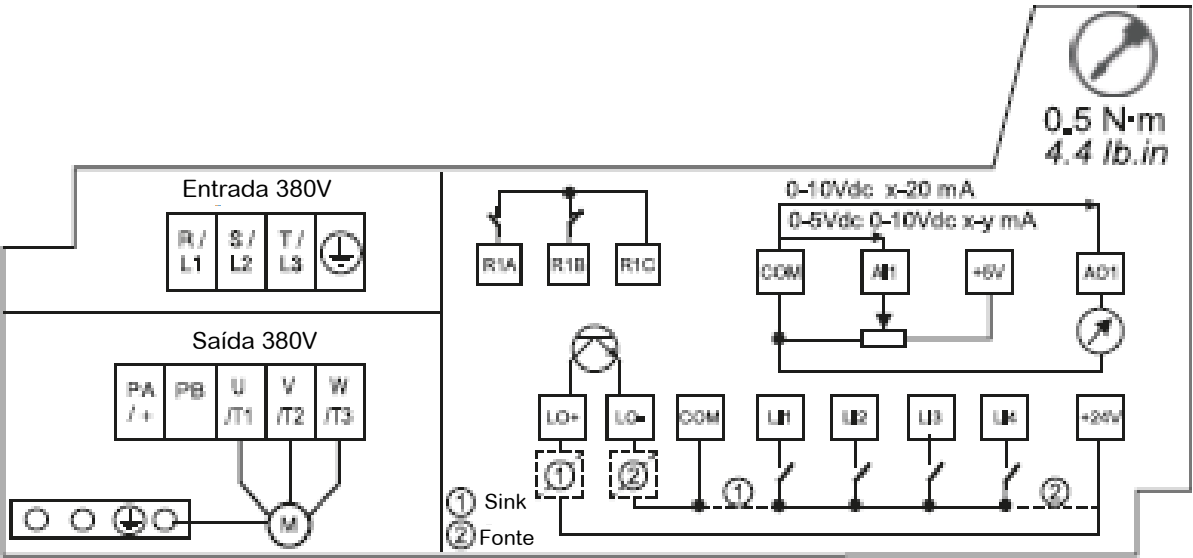 0.5 N·m
4.4 lb.in
Entrada 380V
R / L1
S / L2
T / L3
Saída 380V
PA / +
PB
U /T1
V /T2
W /T3
M
R1A
R1B
R1C
0-10Vdc x-20 mA
0-5Vdc 0-10Vdc x-y mA
COM
AI1
+5V
AO1
LO+
LO-
COM
LI1
LI2
LI3
LI4
+24V
1
2
1
2
1 Sink
2 Fonte